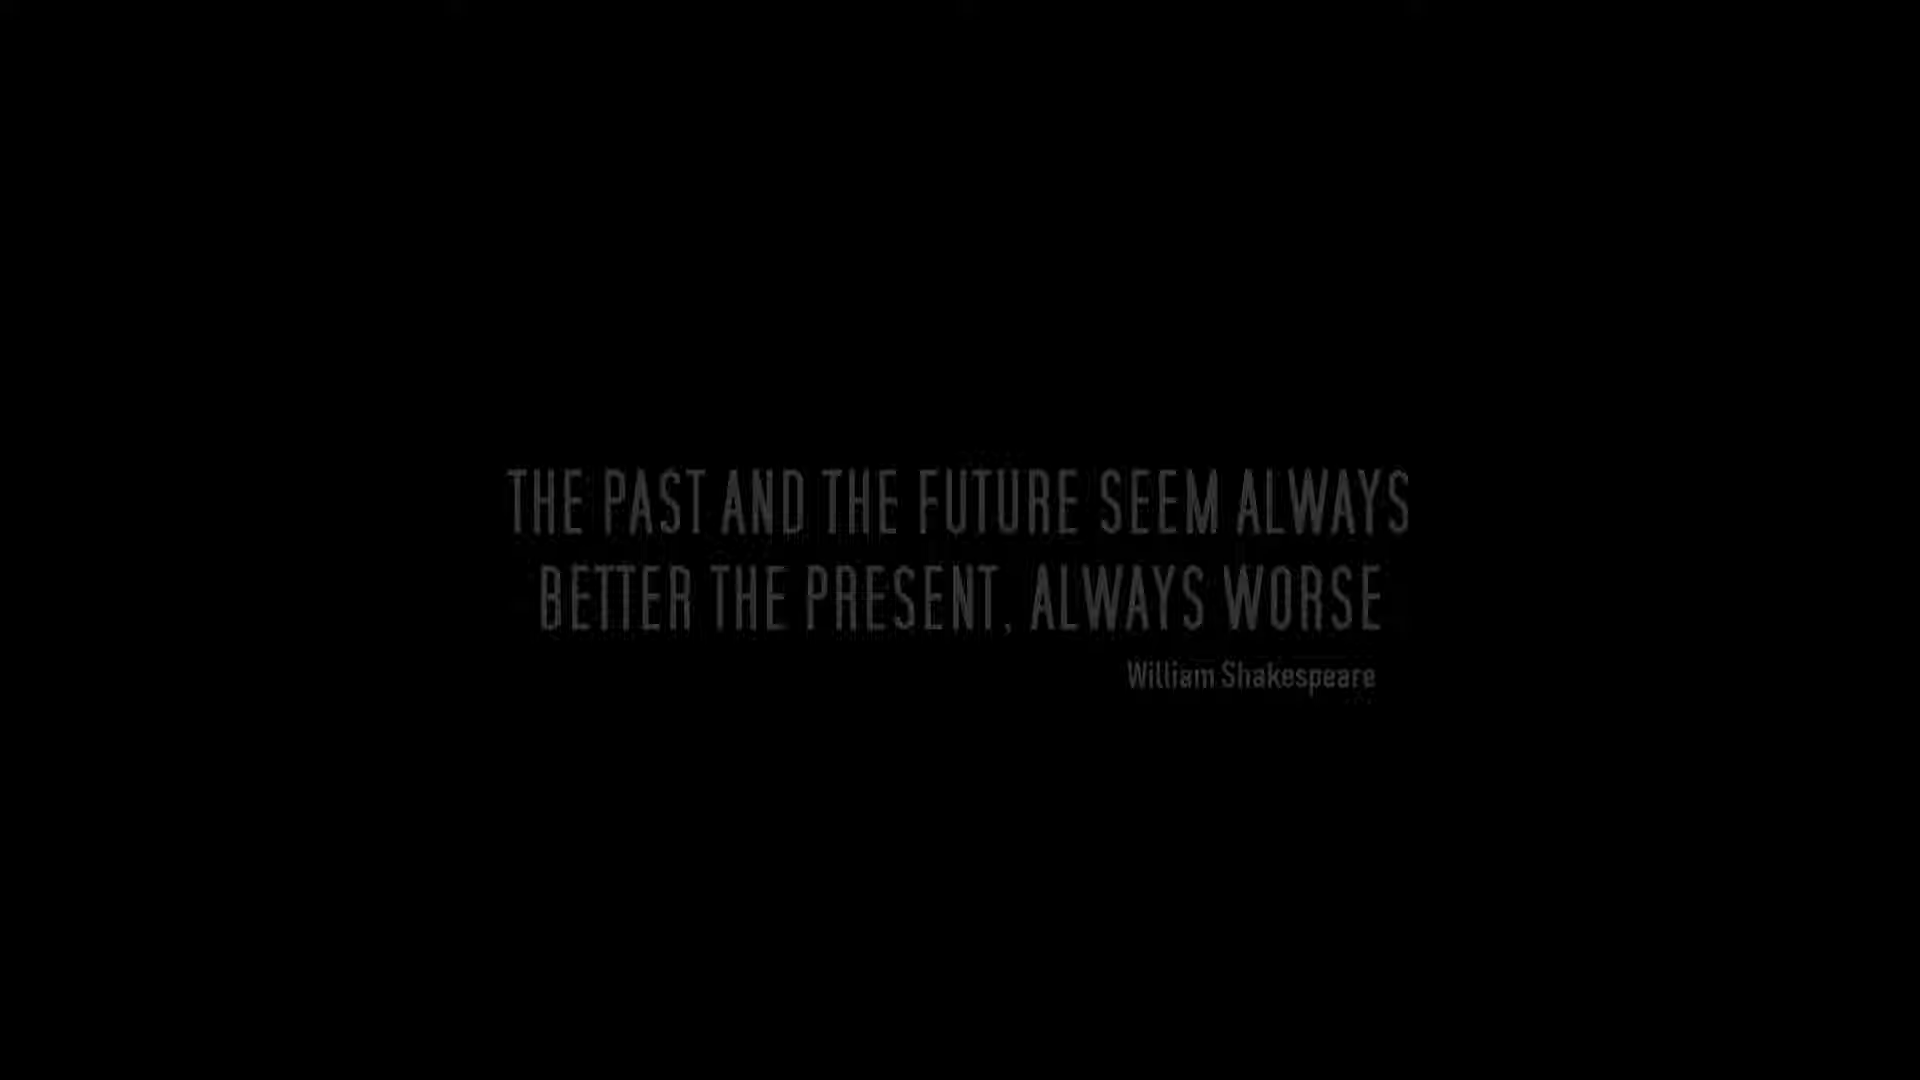 THE PAST AND THE FUTURE SEEM ALWAYS
BETTER THE PRESENT, ALWAYS WORSE
William Shakespeare